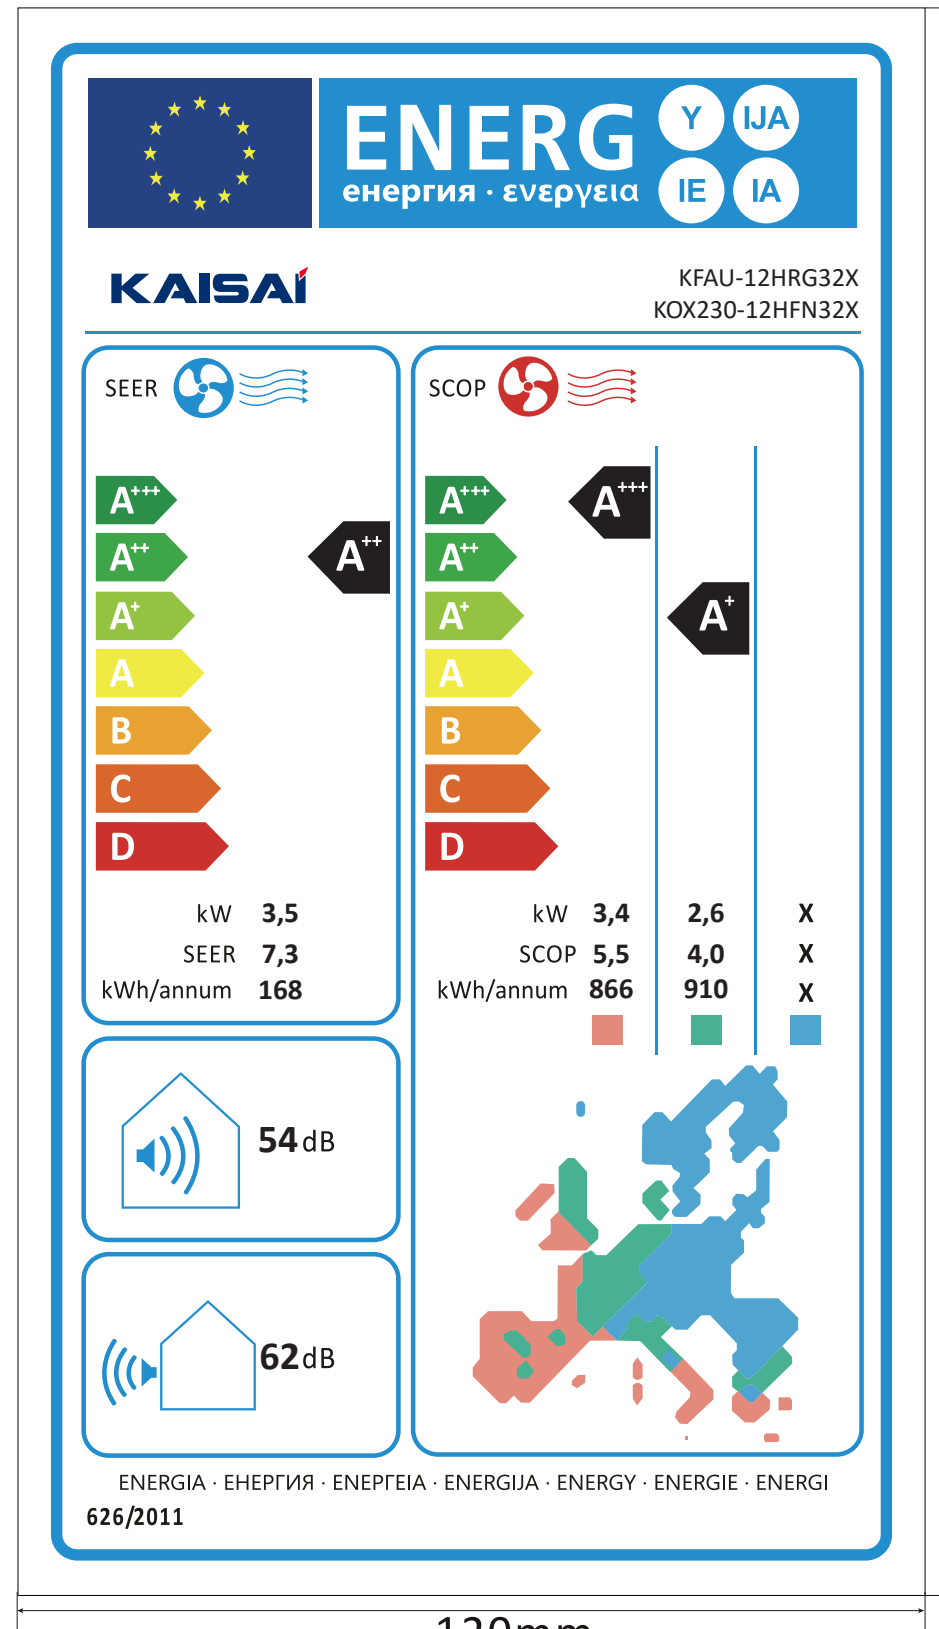 ENERG
енергия · ενεργεια
Y IJA
IE IA
KAISAI
KFAU-12HRG32X
KOX230-12HFN32X
SEER
A+++
A++
A+
A
B
C
D
A++
kW 3,5
SEER 7,3
kWh/annum 168
SCOP
A+++
A++
A+
A
B
C
D
A+++
A+
kW 3,4 2,6 X
SCOP 5,5 4,0 X
kWh/annum 866 910 X
54 dB
62 dB
ENERGIA · ЕНЕРГИЯ · ΕΝΕΡΓΕΙΑ · ENERGIJA · ENERGY · ENERGIE · ENERGI
626/2011